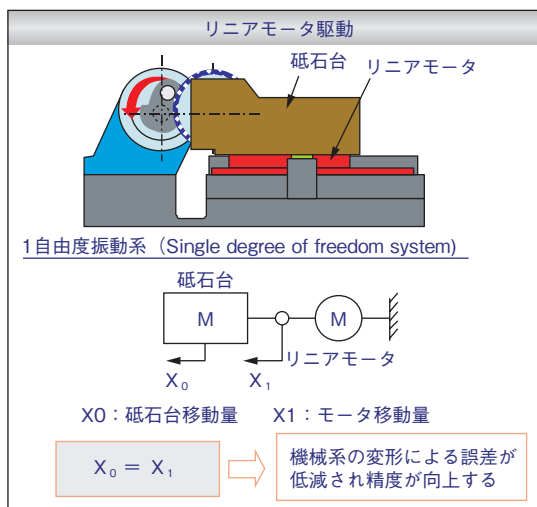 リニアモータ駆動
砥石台
リニアモータ
1自由度振動系（Single degree of freedom system)
砥石台
M
M
リニアモータ
X₀
X₁
X0：砥石台移動量 X1：モータ移動量
X₀ = X₁
機械系の変形による誤差が
低減され精度が向上する